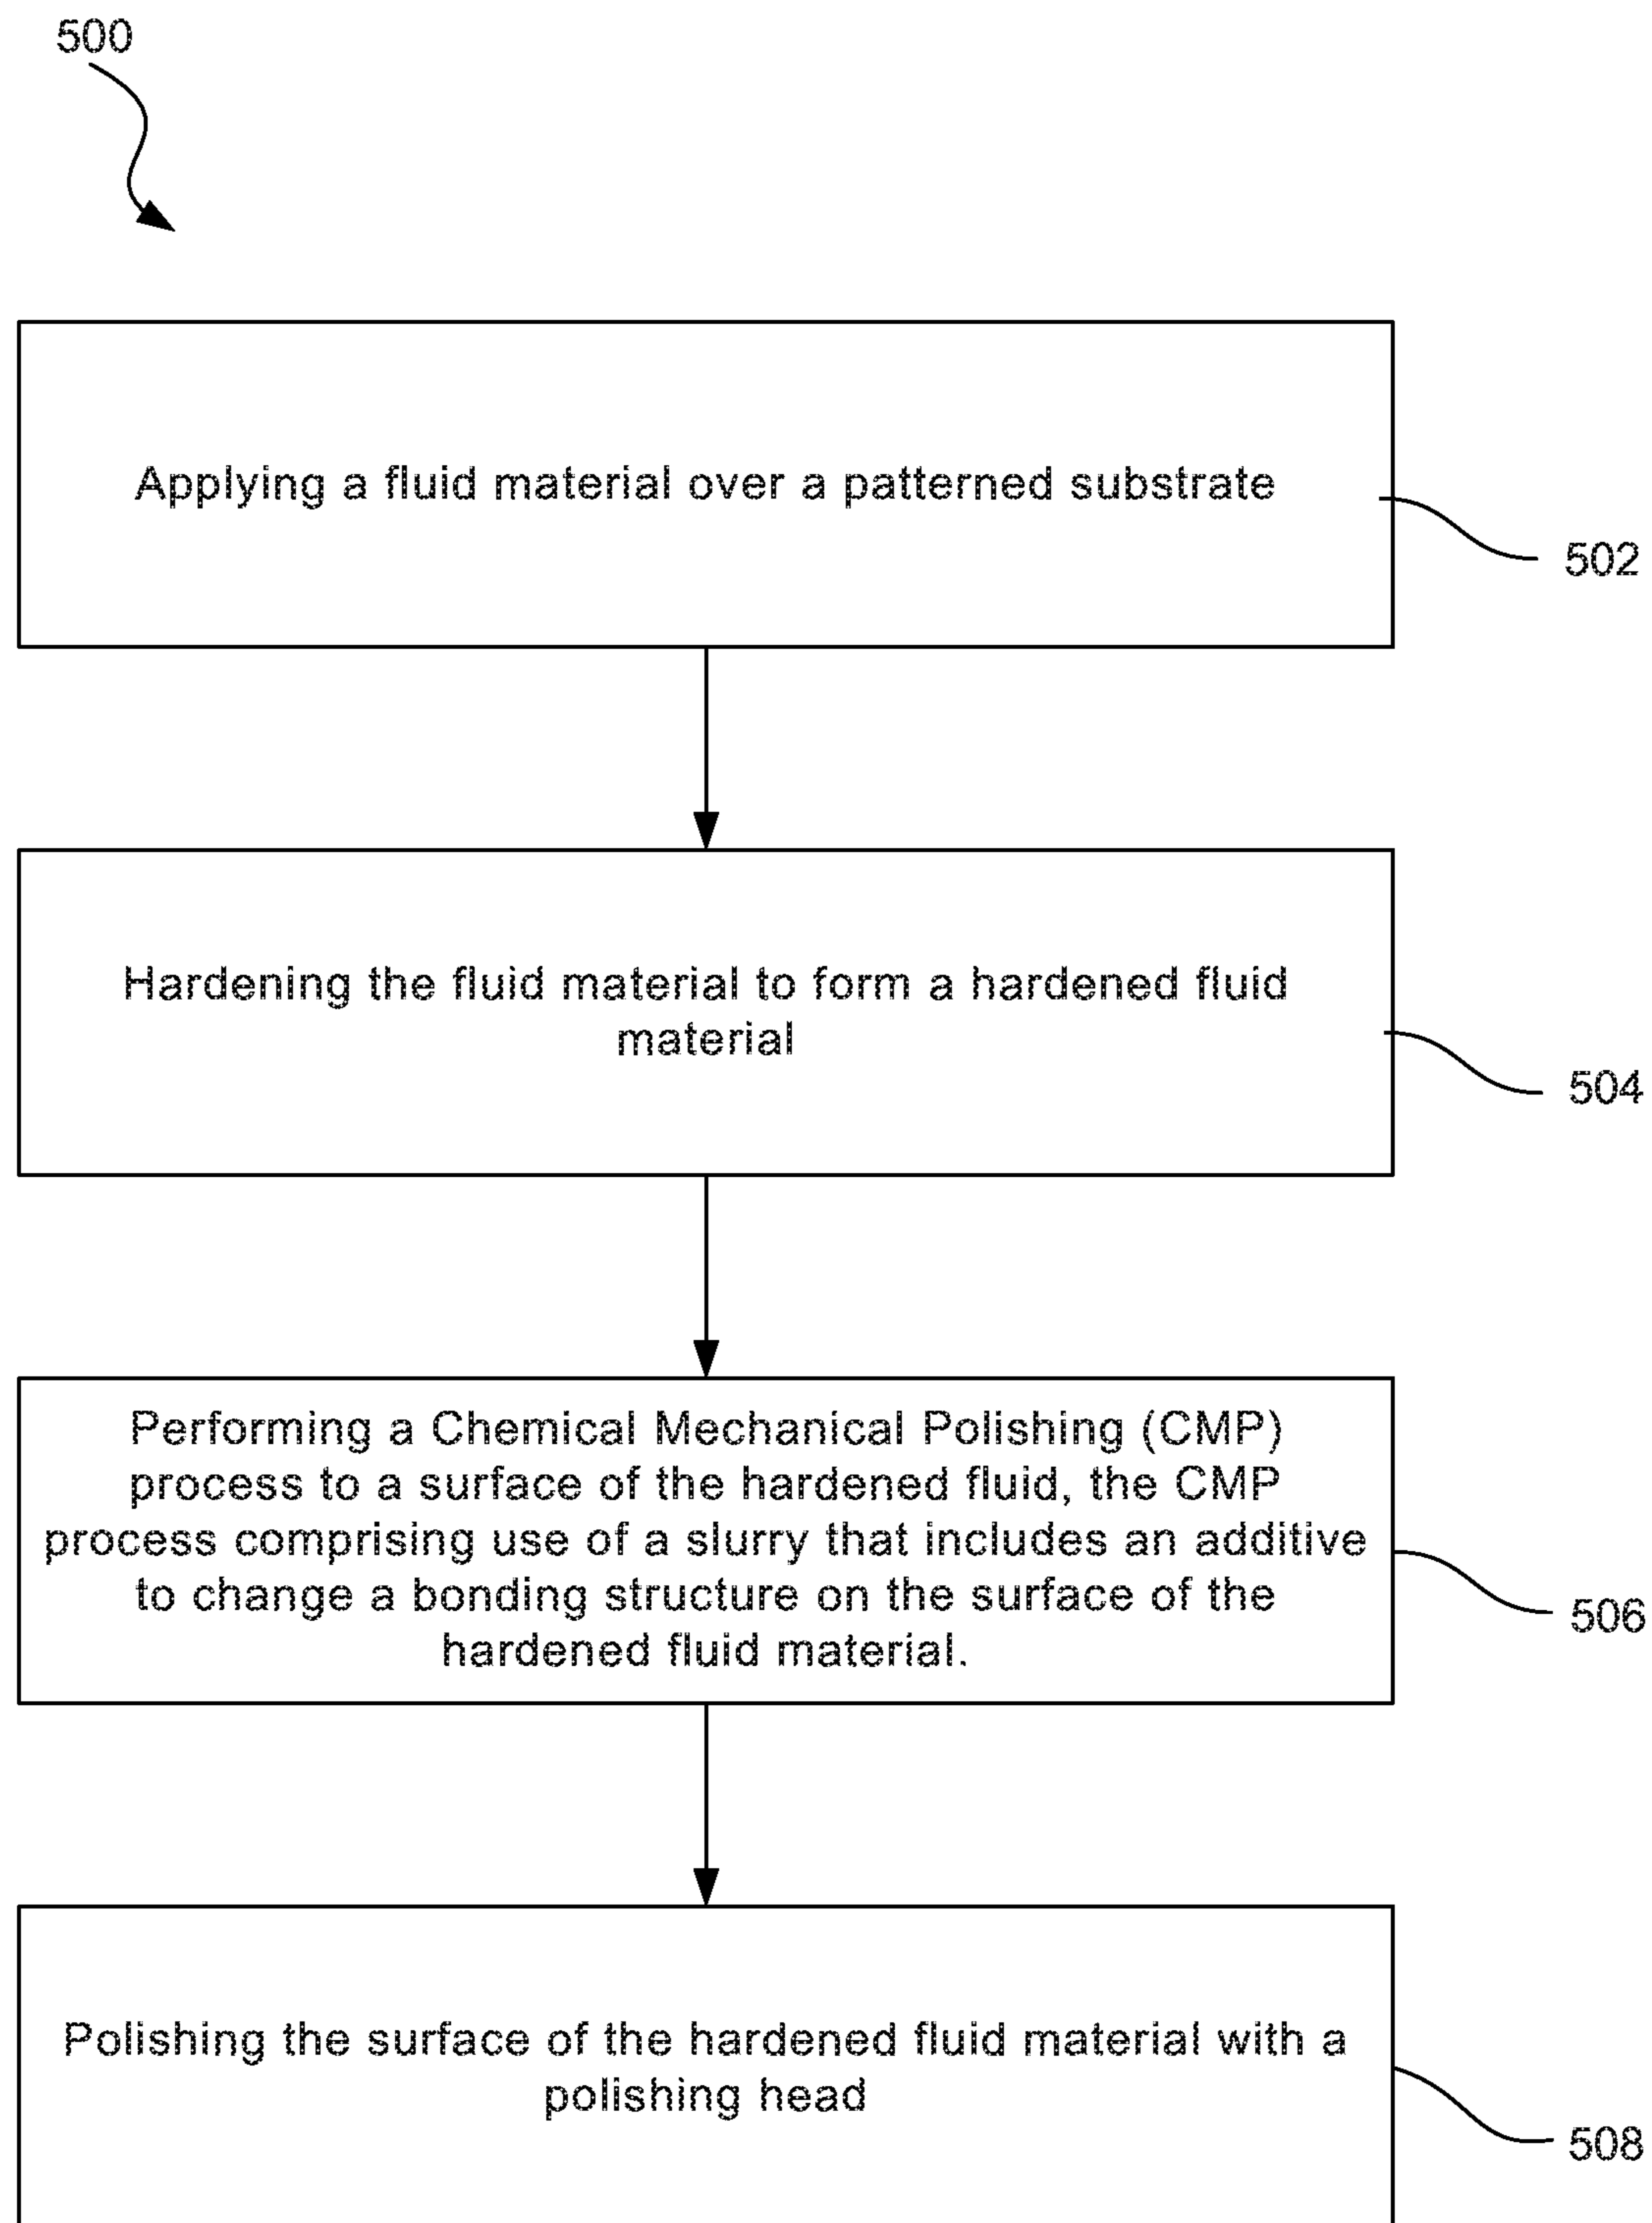 500
Applying a fluid material over a patterned substrate
502
Hardening the fluid material to form a hardened fluid
material
504
Performing a Chemical Mechanical Polishing (CMP)
process to a surface of the hardened fluid, the CMP
process comprising use of a slurry that includes an additive
to change a bonding structure on the surface of the
hardened fluid material.
506
Polishing the surface of the hardened fluid material with a
polishing head
508